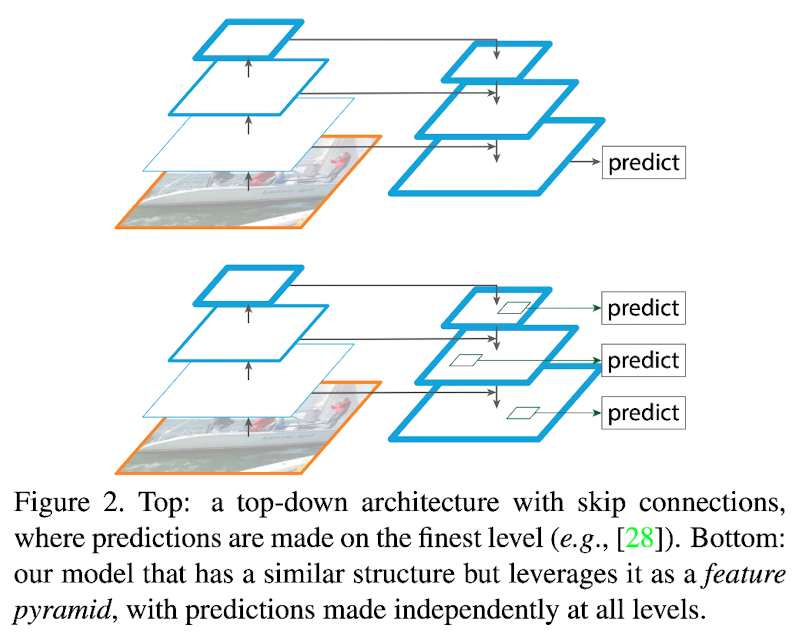 predict
predict
predict
predict
Figure 2. Top: a top-down architecture with skip connections,
where predictions are made on the finest level (e.g., [28]). Bottom:
our model that has a similar structure but leverages it as a feature
pyramid, with predictions made independently at all levels.